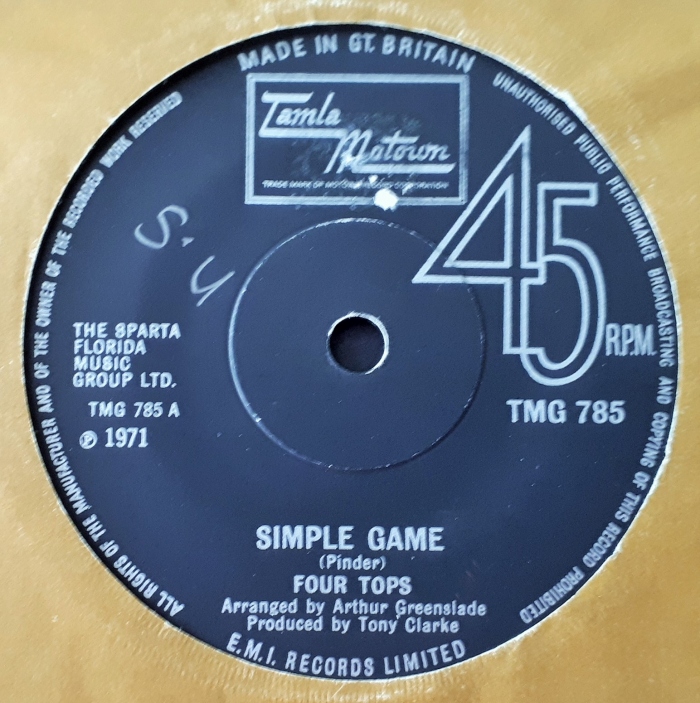 MADE IN GT. BRITAIN
UNAUTHORISED PUBLIC PERFORMANCE BROADCASTING AND COPYING OF THIS RECORD PROHIBITED
ALL RIGHTS OF THE MANUFACTURER AND OF THE OWNER OF THE RECORDED WORK RESERVED
Tamla
Motown
TRADE MARK OF MOTOWN RECORD CORPORATION
S.U
45
R.P.M.
THE SPARTA
FLORIDA
MUSIC
GROUP LTD.
TMG 785 A
℗ 1971
TMG 785
SIMPLE GAME
(Pinder)
FOUR TOPS
Arranged by Arthur Greenslade
Produced by Tony Clarke
E.M.I. RECORDS LIMITED